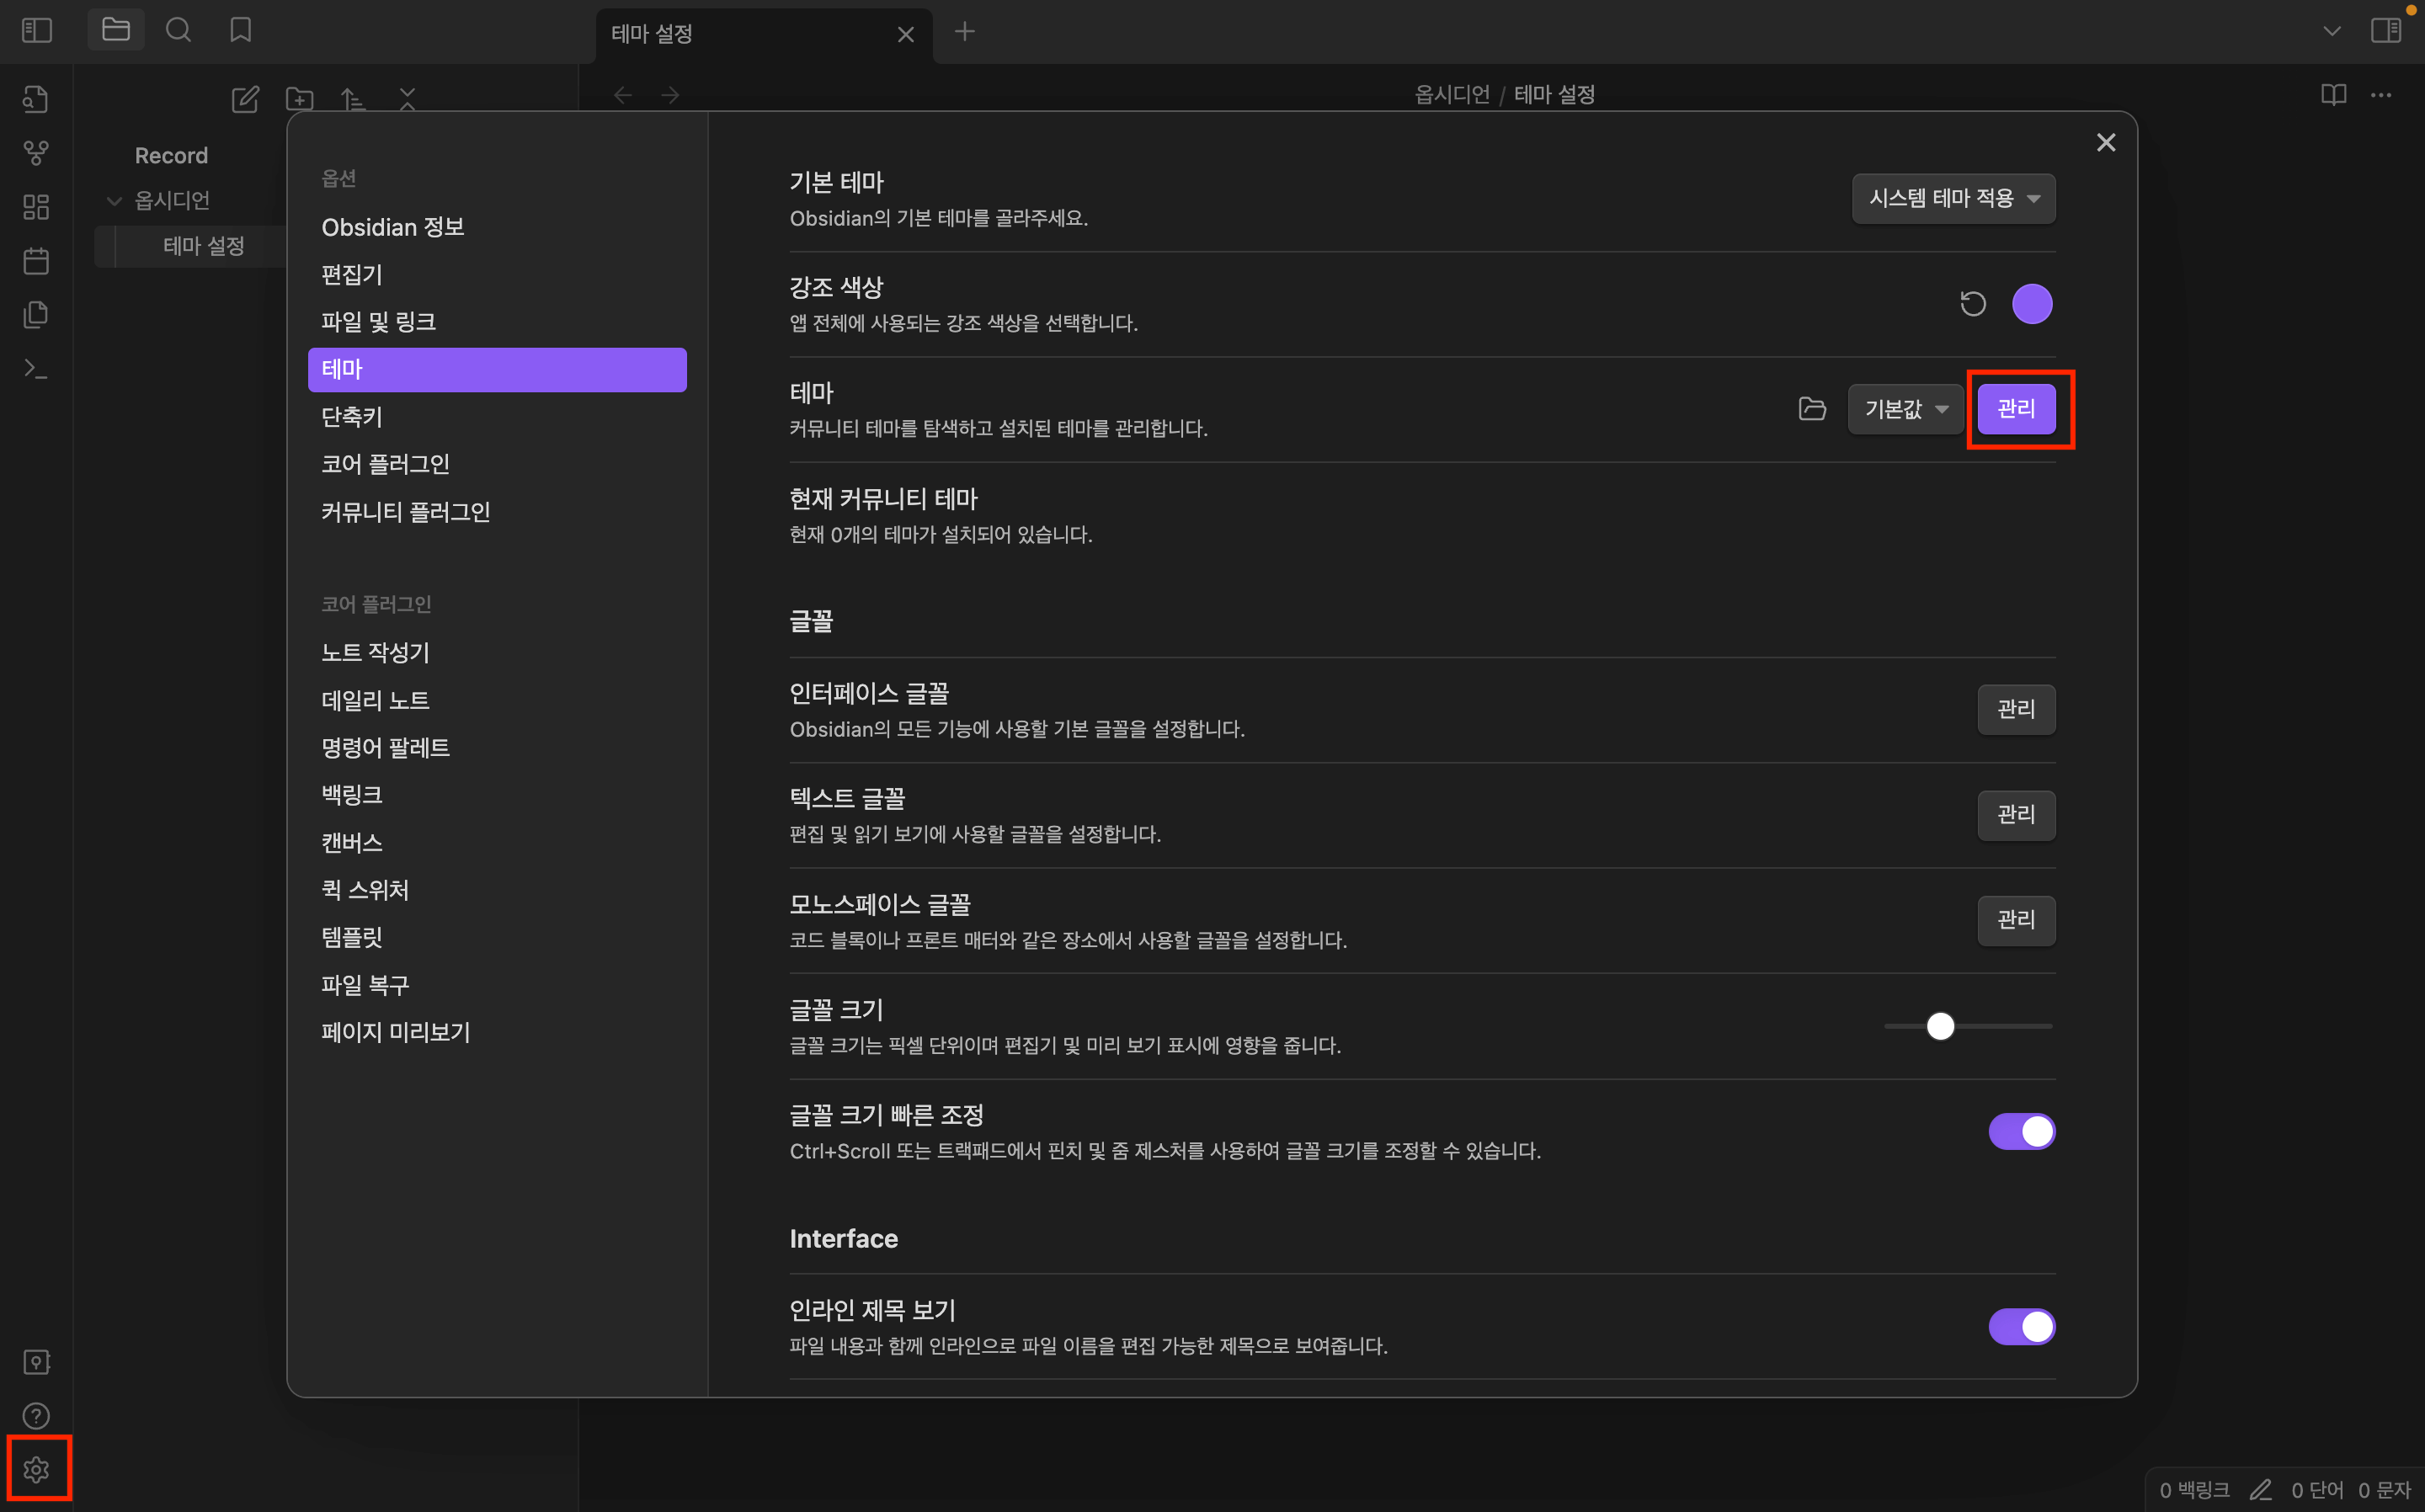 테마 설정
옵시디언 / 테마 설정
Record
옵시디언
테마 설정
옵션
Obsidian 정보
편집기
파일 및 링크
테마
단축키
코어 플러그인
커뮤니티 플러그인
코어 플러그인
노트 작성기
데일리 노트
명령어 팔레트
백링크
캔버스
퀵 스위처
템플릿
파일 복구
페이지 미리보기
기본 테마
Obsidian의 기본 테마를 골라주세요.
시스템 테마 적용
강조 색상
앱 전체에 사용되는 강조 색상을 선택합니다.
테마
커뮤니티 테마를 탐색하고 설치된 테마를 관리합니다.
기본값
관리
현재 커뮤니티 테마
현재 0개의 테마가 설치되어 있습니다.
글꼴
인터페이스 글꼴
Obsidian의 모든 기능에 사용할 기본 글꼴을 설정합니다.
관리
텍스트 글꼴
편집 및 읽기 보기에 사용할 글꼴을 설정합니다.
관리
모노스페이스 글꼴
코드 블록이나 프론트 매터와 같은 장소에서 사용할 글꼴을 설정합니다.
관리
글꼴 크기
글꼴 크기는 픽셀 단위이며 편집기 및 미리 보기 표시에 영향을 줍니다.
글꼴 크기 빠른 조정
Ctrl+Scroll 또는 트랙패드에서 핀치 및 줌 제스처를 사용하여 글꼴 크기를 조정할 수 있습니다.
Interface
인라인 제목 보기
파일 내용과 함께 인라인으로 파일 이름을 편집 가능한 제목으로 보여줍니다.
0 백링크 0 단어 0 문자